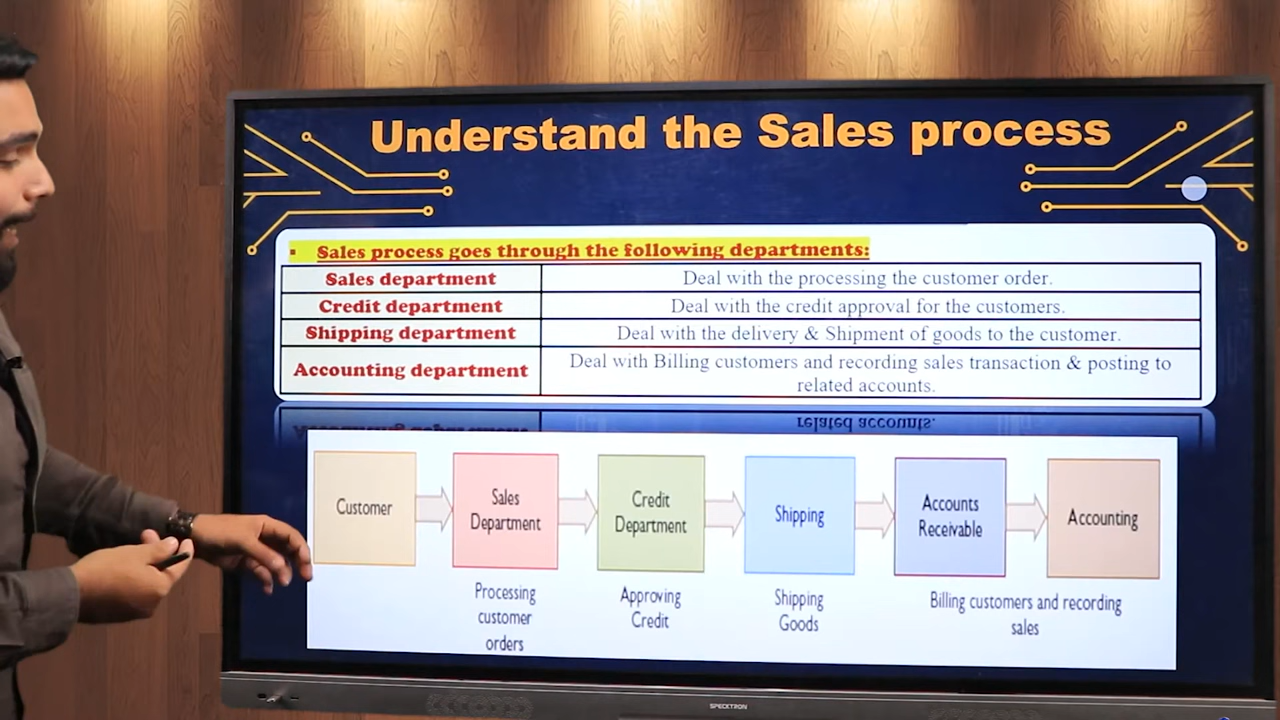 Understand the Sales process
▪ Sales process goes through the following departments:
Sales department Deal with the processing the customer order.
Credit department Deal with the credit approval for the customers.
Shipping department Deal with the delivery & Shipment of goods to the customer.
Accounting department Deal with Billing customers and recording sales transaction & posting to
related accounts.
related accounts.
Customer
Sales
Department
Credit
Department
Shipping
Accounts
Receivable
Accounting
Processing
customer
orders
Approving
Credit
Shipping
Goods
Billing customers and recording
sales
SPECKTRON